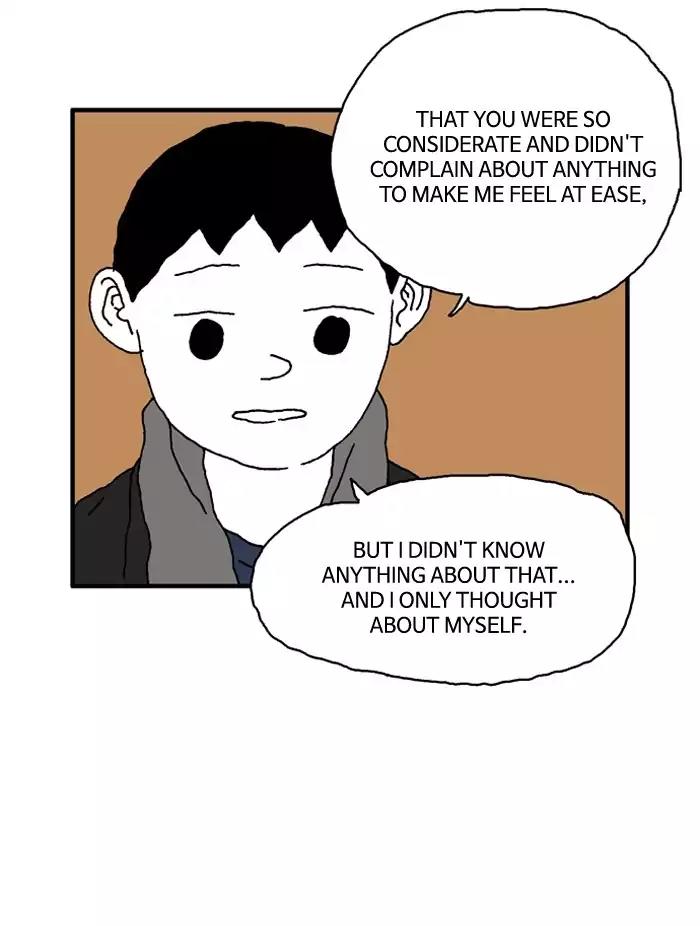 THAT YOU WERE SO
CONSIDERATE AND DIDN'T
COMPLAIN ABOUT ANYTHING
TO MAKE ME FEEL AT EASE,
BUT I DIDN'T KNOW
ANYTHING ABOUT THAT...
AND I ONLY THOUGHT
ABOUT MYSELF.